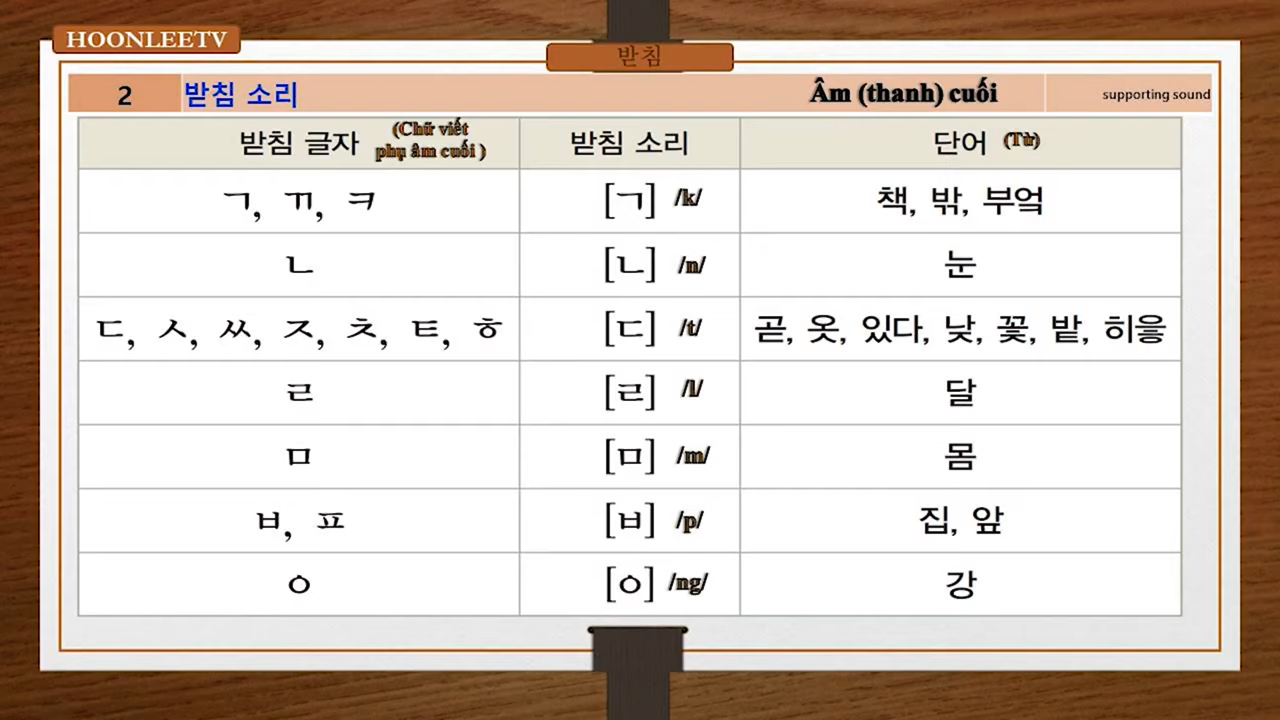 HOONLEETV
받침
2 받침 소리 Âm (thanh) cuối supporting sound
받침 글자 (Chữ viết phụ âm cuối ) 받침 소리 단어 (Từ)
ㄱ, ㄲ, ㅋ [ㄱ] /k/ 책, 밖, 부엌
ㄴ [ㄴ] /n/ 눈
ㄷ, ㅅ, ㅆ, ㅈ, ㅊ, ㅌ, ㅎ [ㄷ] /t/ 곧, 옷, 있다, 낮, 꽃, 밭, 히읗
ㄹ [ㄹ] /l/ 달
ㅁ [ㅁ] /m/ 몸
ㅂ, ㅍ [ㅂ] /p/ 집, 앞
ㅇ [ㅇ] /ng/ 강